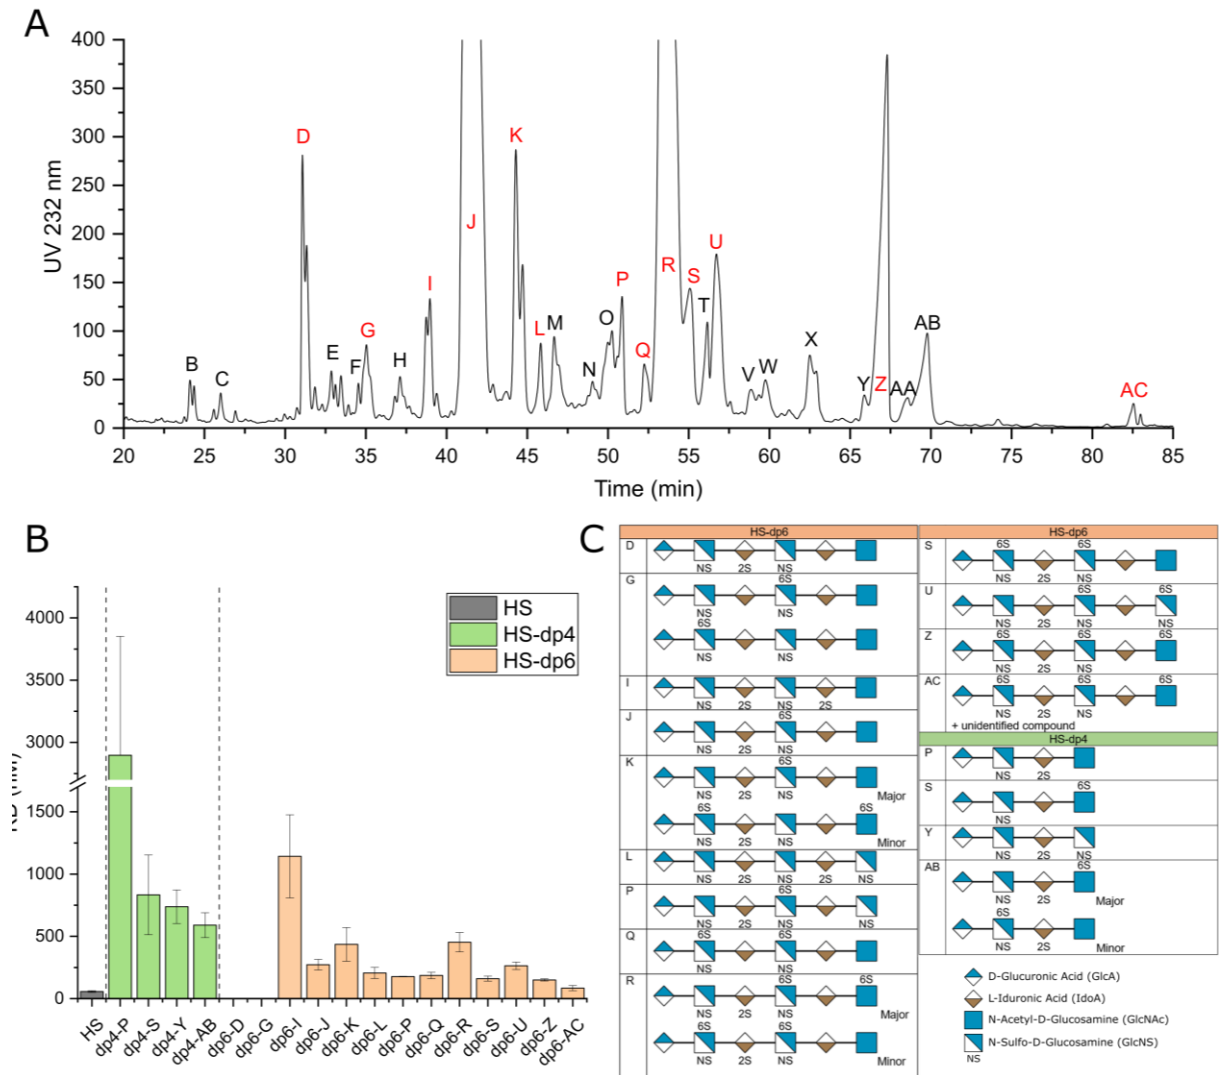 A
400
350
300
250
200
150
100
50
0
UV 232 nm
B
C
D
E
F
G
H
I
J
K
L
M
N
O
P
Q
R
S
T
U
V
W
X
Y
Z
AA
AB
AC
20 25 30 35 40 45 50 55 60 65 70 75 80 85
Time (min)
B
4000
3500
3000
1500
1000
500
0
HS
HS-dp4
HS-dp6
HS dp4-P dp4-S dp4-Y dp4-AB dp6-D dp6-G dp6-I dp6-J dp6-K dp6-L dp6-P dp6-Q dp6-R dp6-S dp6-U dp6-Z dp6-AC
C
HS-dp6
D
NS 2S NS
G
6S
NS NS
6S
NS NS
I
NS 2S NS 2S
J
6S
NS 2S NS
K
6S
NS 2S NS
Major
6S 6S
NS 2S NS
Minor
L
NS 2S NS 2S NS
P
6S
NS 2S NS NS
Q
6S 6S
NS NS
R
6S 6S
NS 2S NS
Major
6S 6S
NS 2S NS
Minor
HS-dp6
S
6S 6S
NS 2S NS
U
6S 6S
NS 2S NS NS
Z
6S 6S 6S
NS 2S NS
AC
6S 6S 6S
NS 2S NS
+ unidentified compound
HS-dp4
P
NS 2S
S
6S
NS
Y
NS 2S NS
AB
6S
NS 2S
Major
6S
NS 2S
Minor
D-Glucuronic Acid (GlcA)
L-Iduronic Acid (IdoA)
N-Acetyl-D-Glucosamine (GlcNAc)
N-Sulfo-D-Glucosamine (GlcNS)
NS